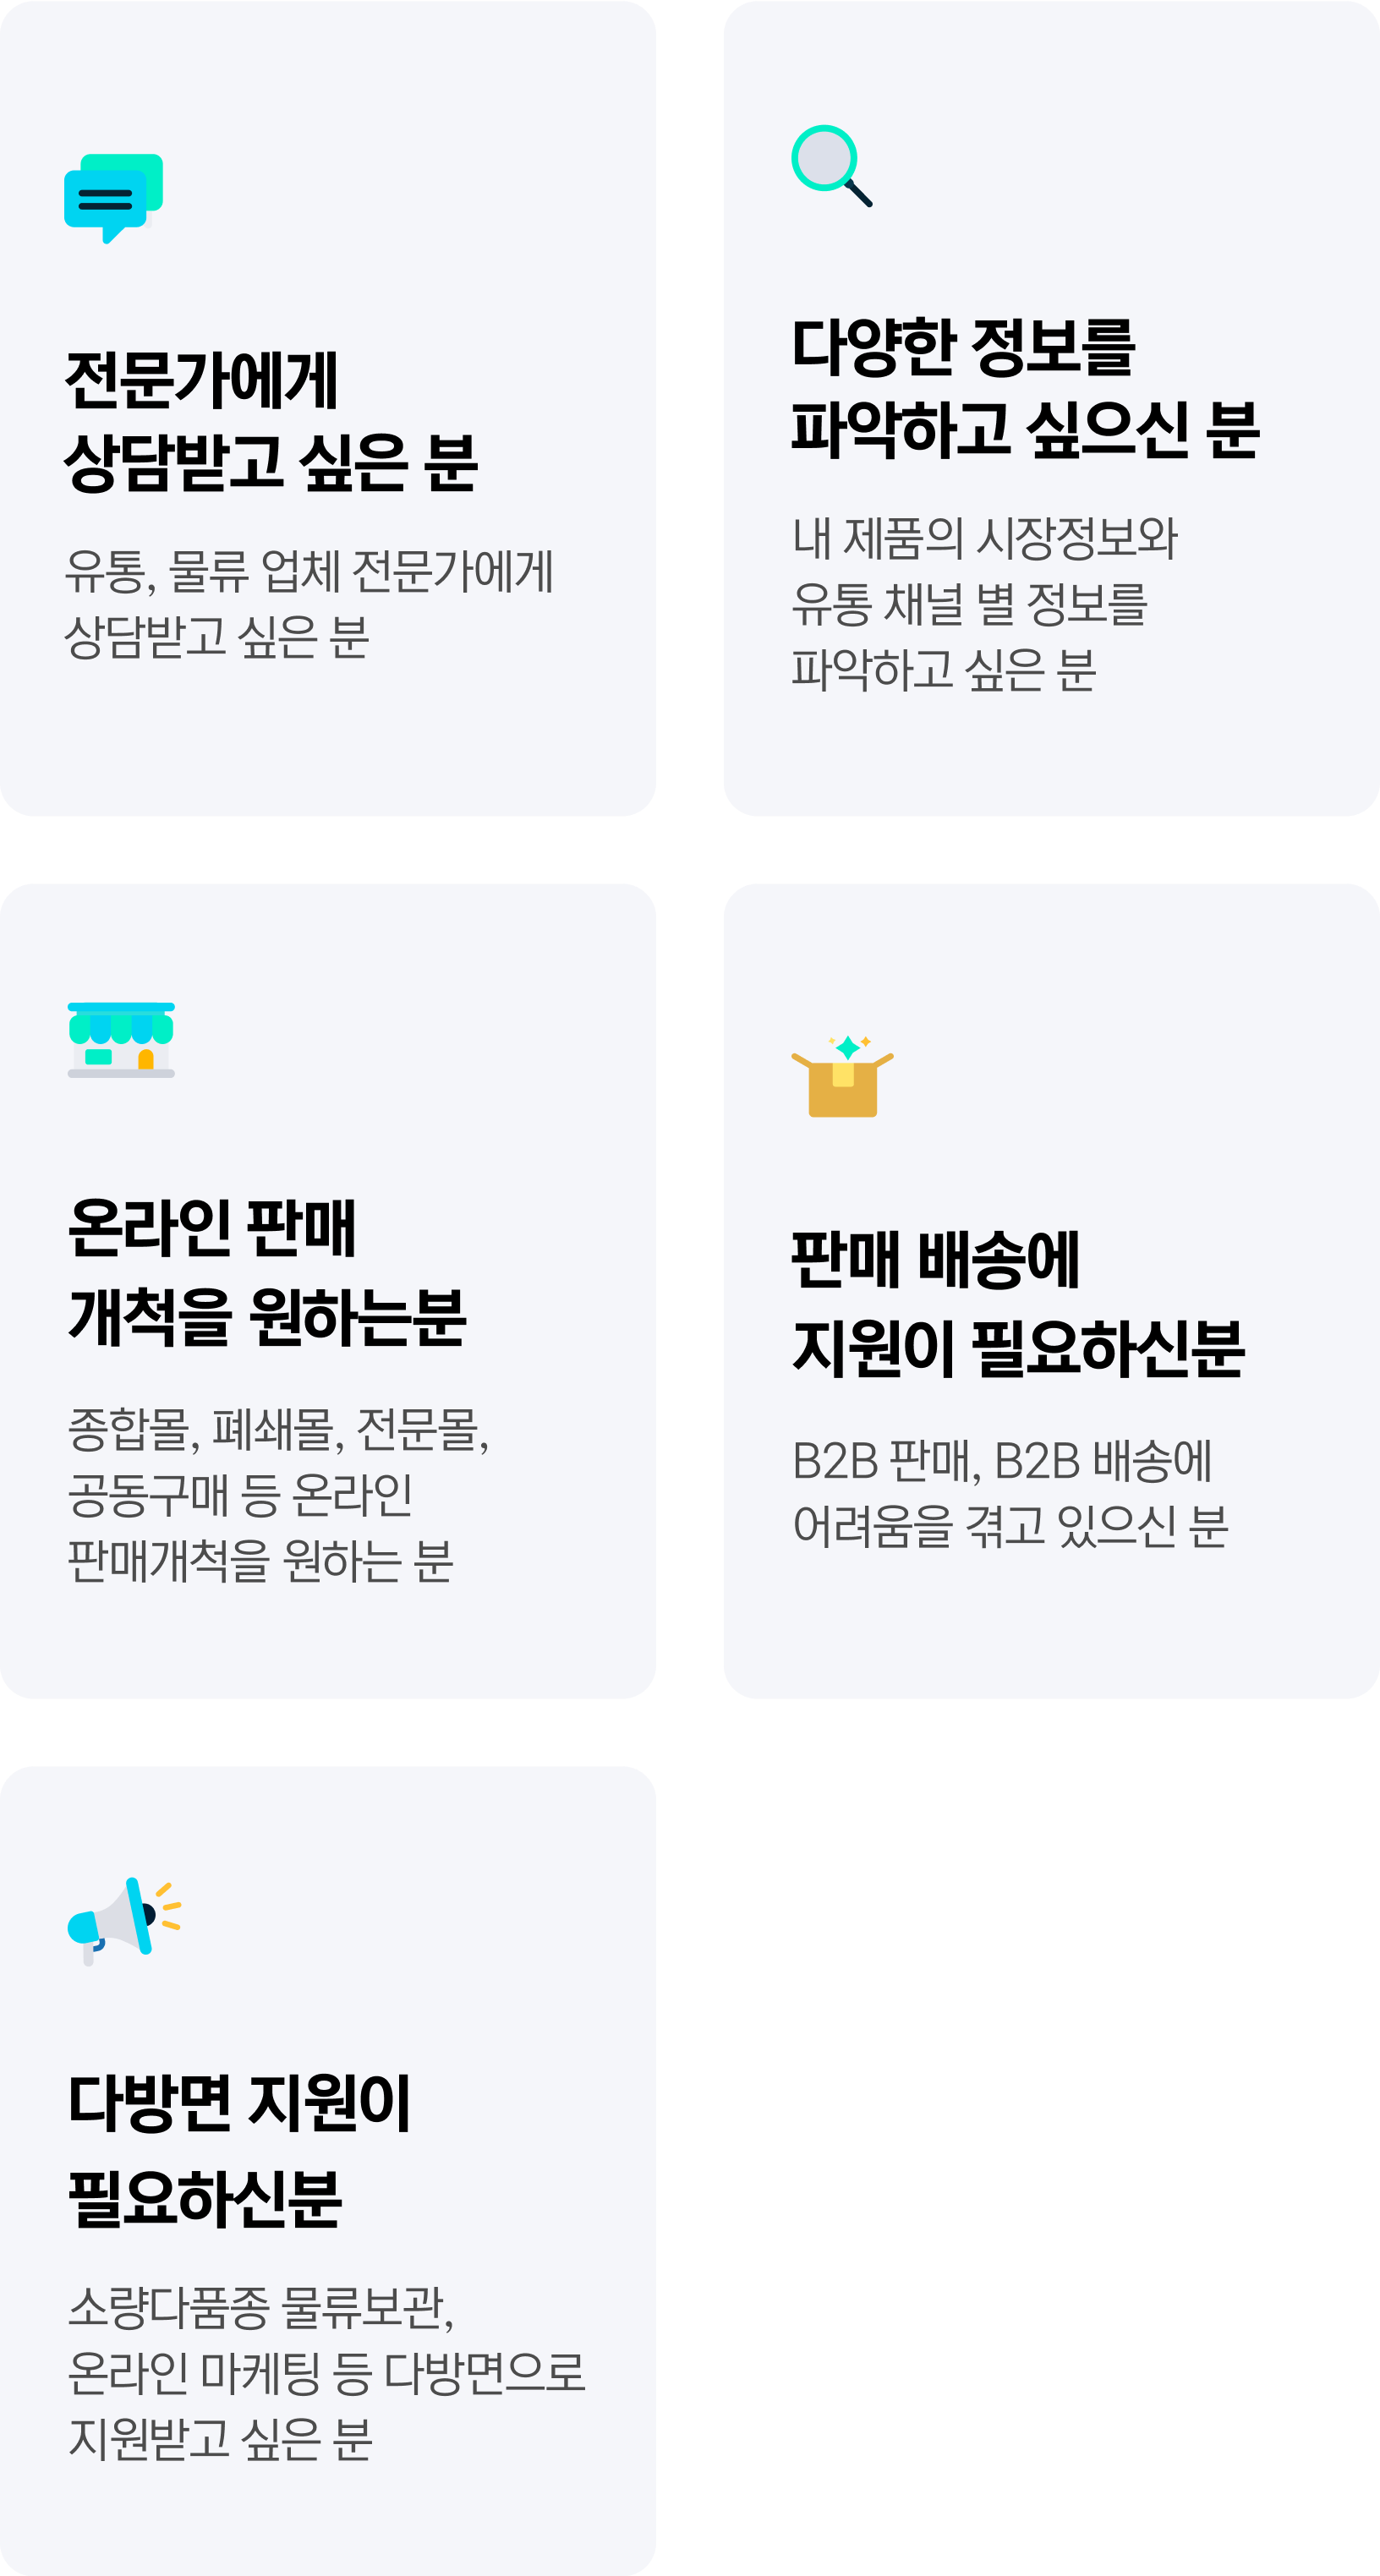 전문가에게
상담받고 싶은 분
유통, 물류 업체 전문가에게
상담받고 싶은 분
다양한 정보를
파악하고 싶으신 분
내 제품의 시장정보와
유통 채널 별 정보를
파악하고 싶은 분
온라인 판매
개척을 원하는분
종합몰, 폐쇄몰, 전문몰,
공동구매 등 온라인
판매개척을 원하는 분
판매 배송에
지원이 필요하신분
B2B 판매, B2B 배송에
어려움을 겪고 있으신 분
다방면 지원이
필요하신분
소량다품종 물류보관,
온라인 마케팅 등 다방면으로
지원받고 싶은 분